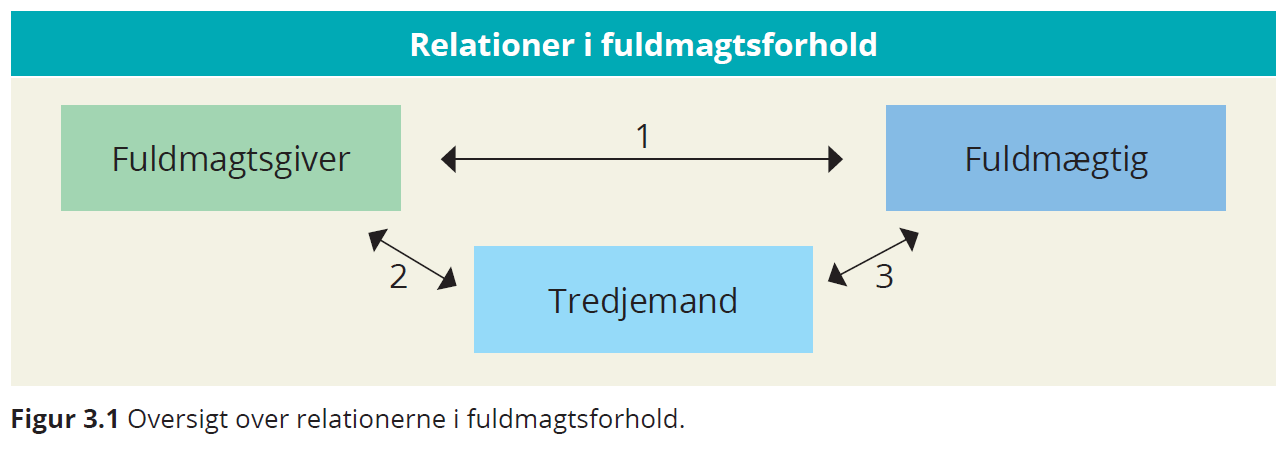 Relationer i fuldmagtsforhold
Fuldmagtsgiver
1
Fuldmægtig
2
Tredjemand
3
Figur 3.1 Oversigt over relationerne i fuldmagtsforhold.